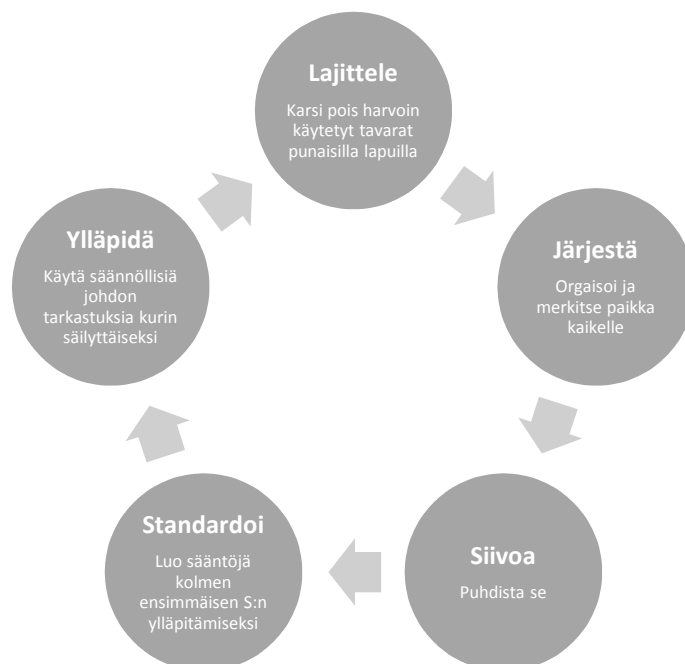 Lajittele
Karsi pois harvoin
käytetyt tavarat
punaisilla lapuilla
Järjestä
Orgaisoi ja
merkitse paikka
kaikelle
Siivoa
Puhdista se
Standardoi
Luo sääntöjä
kolmen
ensimmäisen S:n
ylläpitämiseksi
Ylläpidä
Käytä säännöllisiä
johdon
tarkastuksia kurin
säilyttäiseksi